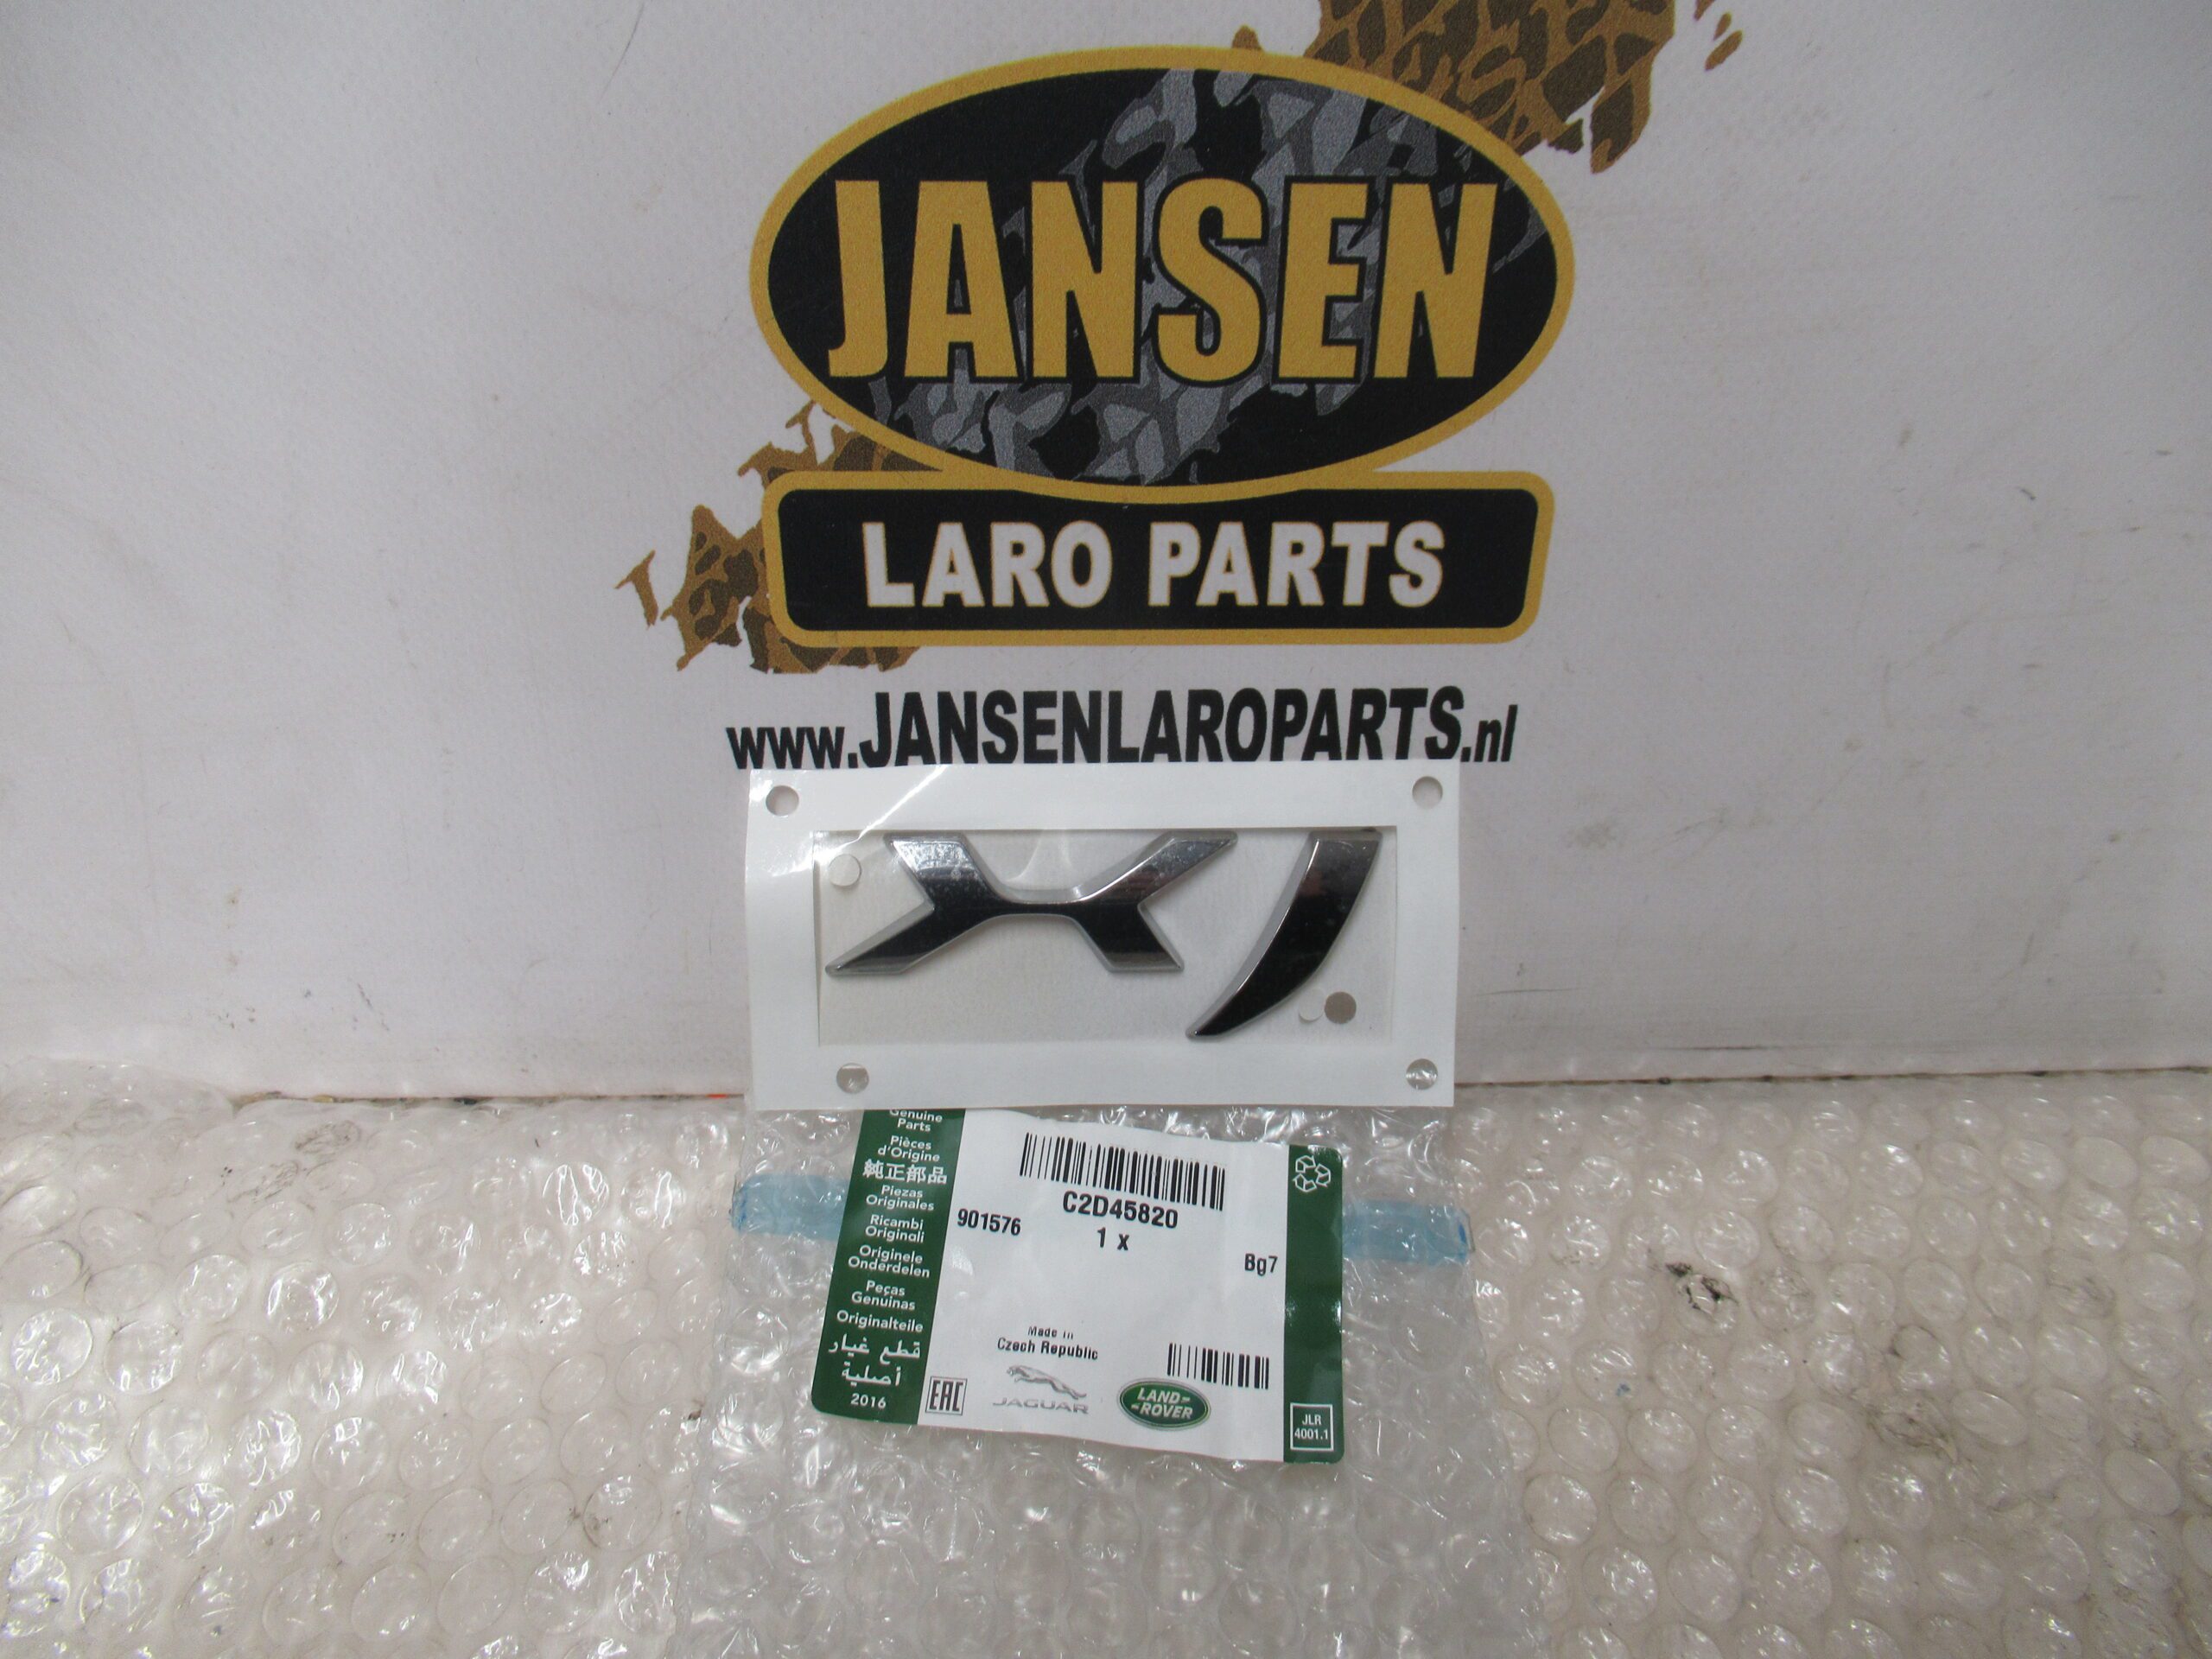 JANSEN
LARO PARTS
www.JANSENLAROPARTS.nl
XJ
Genuine
Parts
Pièces
d'Origine
純正部品
Piezas
Originales
Ricambi
Originali
Originele
Onderdelen
Peças
Genuinas
Originalteile
قطع غيار
أصلية
2016
C2D45820
901576
1 x
Bg7
Made in
Czech Republic
EAC
JAGUAR
LAND-
-ROVER
JLR
4001.1